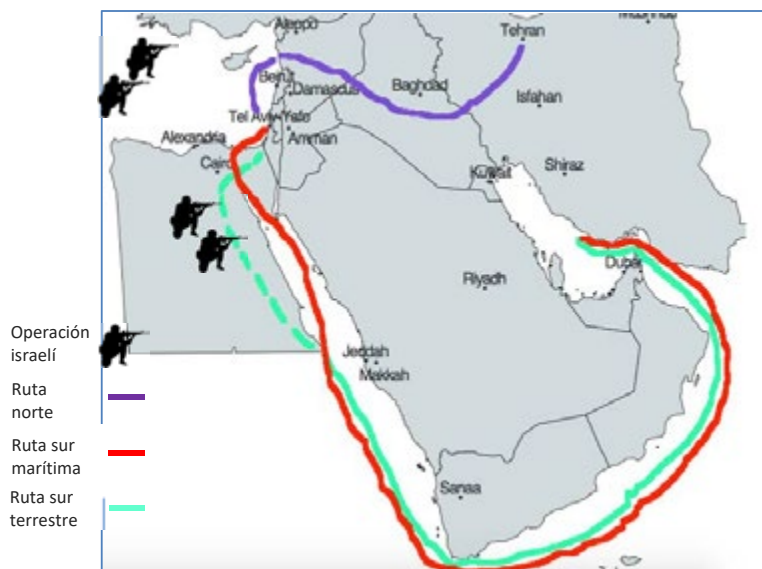 Aleppo
Tehran
Beirut
Damascus
Baghdad
Isfahan
Tel Aviv-Yafo
Amman
Alexandria
Cairo
Kuwait
Shiraz
Dubai
Riyadh
Operación
israelí
Jeddah
Makkah
Ruta
norte
Ruta sur
marítima
Sanaa
Ruta sur
terrestre